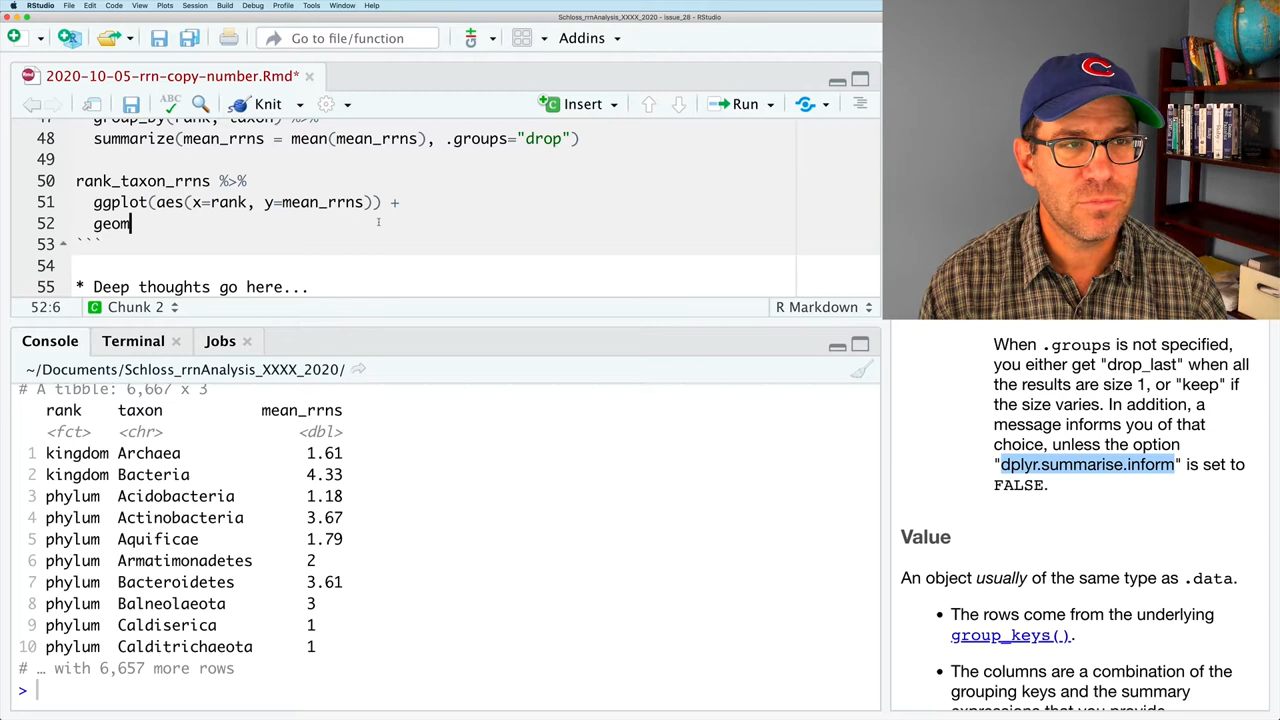 RStudio File Edit Code View Plots Session Build Debug Profile Tools Window Help
Schloss_rrnAnalysis_XXXX_2020 - issue_28 - RStudio
Go to file/function Addins
2020-10-05-rrn-copy-number.Rmd*
ABC Knit Insert Run
47 group_by(rank, taxon) %>%
48 summarize(mean_rrns = mean(mean_rrns), .groups="drop")
49
50 rank_taxon_rrns %>%
51 ggplot(aes(x=rank, y=mean_rrns)) +
52 geom
53 ```
54
55 * Deep thoughts go here...
52:6 C Chunk 2 R Markdown
Console Terminal Jobs
~/Documents/Schloss_rrnAnalysis_XXXX_2020/
# A tibble: 6,667 x 3
rank taxon mean_rrns
<fct> <chr> <dbl>
1 kingdom Archaea 1.61
2 kingdom Bacteria 4.33
3 phylum Acidobacteria 1.18
4 phylum Actinobacteria 3.67
5 phylum Aquificae 1.79
6 phylum Armatimonadetes 2
7 phylum Bacteroidetes 3.61
8 phylum Balneolaeota 3
9 phylum Caldiserica 1
10 phylum Calditrichaeota 1
# … with 6,657 more rows
>
When .groups is not specified,
you either get "drop_last" when all
the results are size 1, or "keep" if
the size varies. In addition, a
message informs you of that
choice, unless the option
"dplyr.summarise.inform" is set to
FALSE.
Value
An object usually of the same type as .data.
• The rows come from the underlying
group_keys().
• The columns are a combination of the
grouping keys and the summary
expressions that you provide.